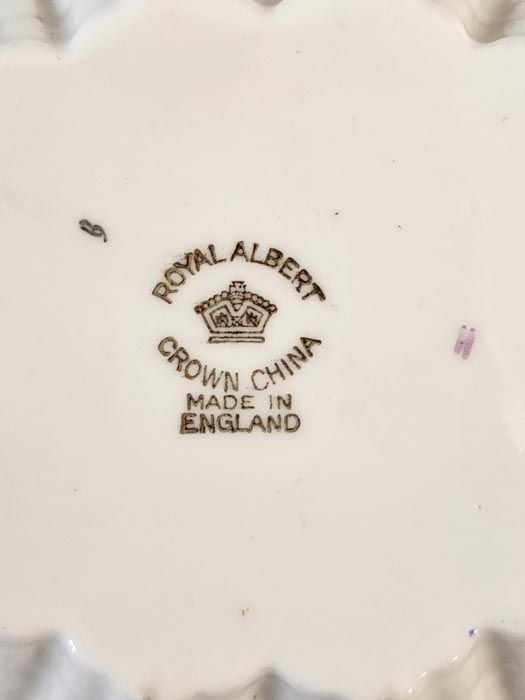 ROYAL ALBERT
CROWN CHINA
MADE IN
ENGLAND
B
H